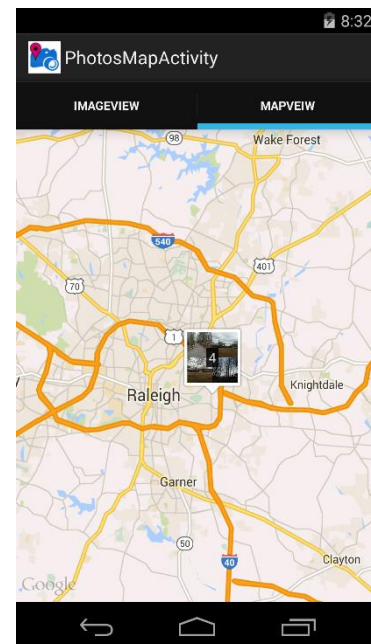 8:32
PhotosMapActivity
IMAGEVIEW MAPVEIW
98
Wake Forest
540
401
70
1
4
Raleigh
Knightdale
Garner
50
40
Clayton
Google